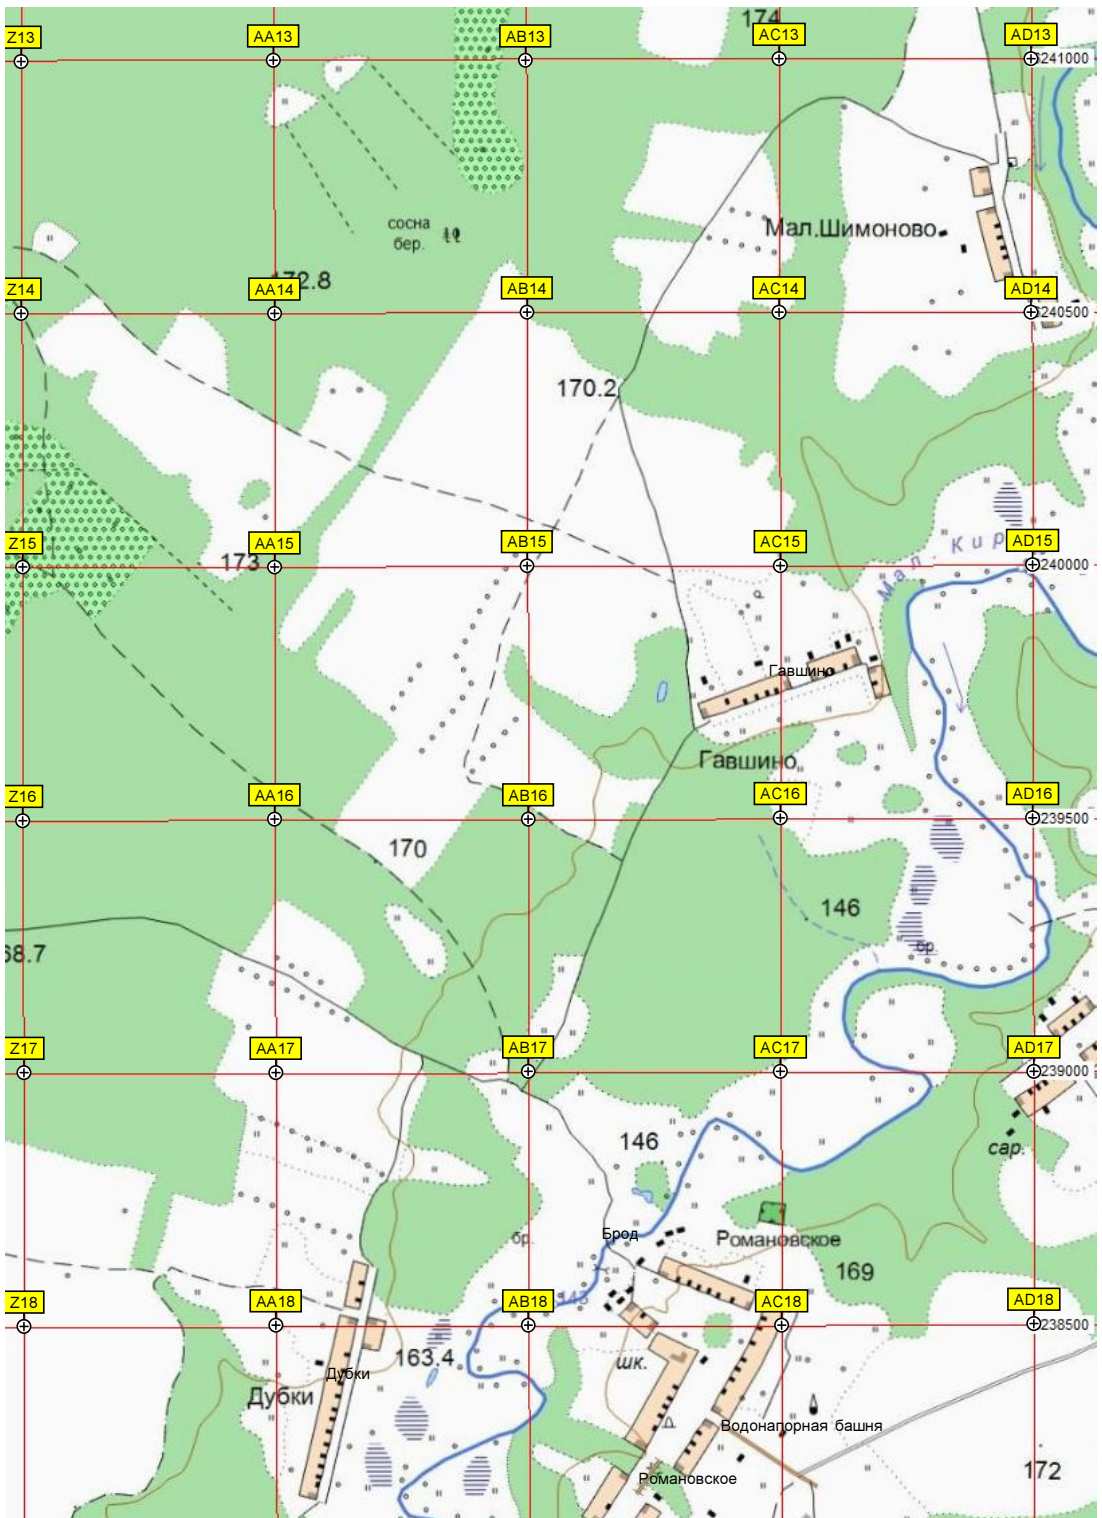 174
Z13
AA13
AB13
AC13
AD13
6241000
сосна
бер.
Мал.Шимоново
172.8
Z14
AA14
AB14
AC14
AD14
6240500
170.2
Z15
173
AA15
AB15
AC15
Мал. Кир
AD15
6240000
Гавшино
Гавшино
Z16
AA16
AB16
AC16
AD16
239500
170
146
68.7
бр.
Z17
AA17
AB17
AC17
AD17
239000
146
сар.
бр.
Брод
Романовское
169
Z18
AA18
AB18
143
AC18
AD18
238500
163.4
шк.
Дубки
Дубки
Водонапорная башня
Романовское
172